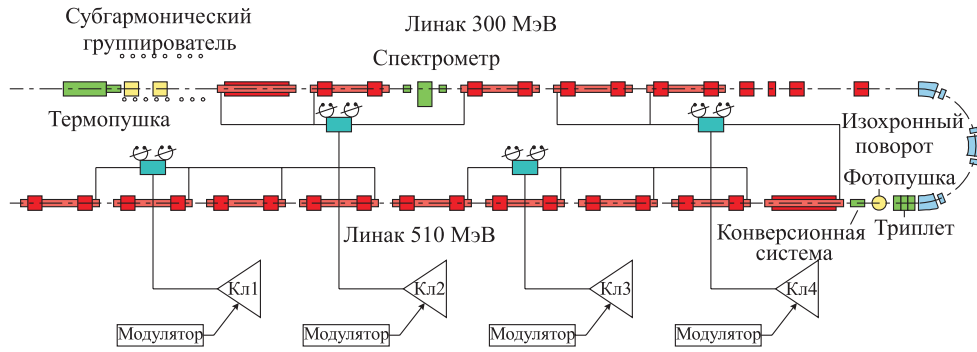 Субгармонический
группирователь
Линак 300 МэВ
Спектрометр
Термопушка
Изохронный
поворот
Фотопушка
Линак 510 МэВ
Конверсионная
система
Триплет
Кл1
Кл2
Кл3
Кл4
Модулятор
Модулятор
Модулятор
Модулятор